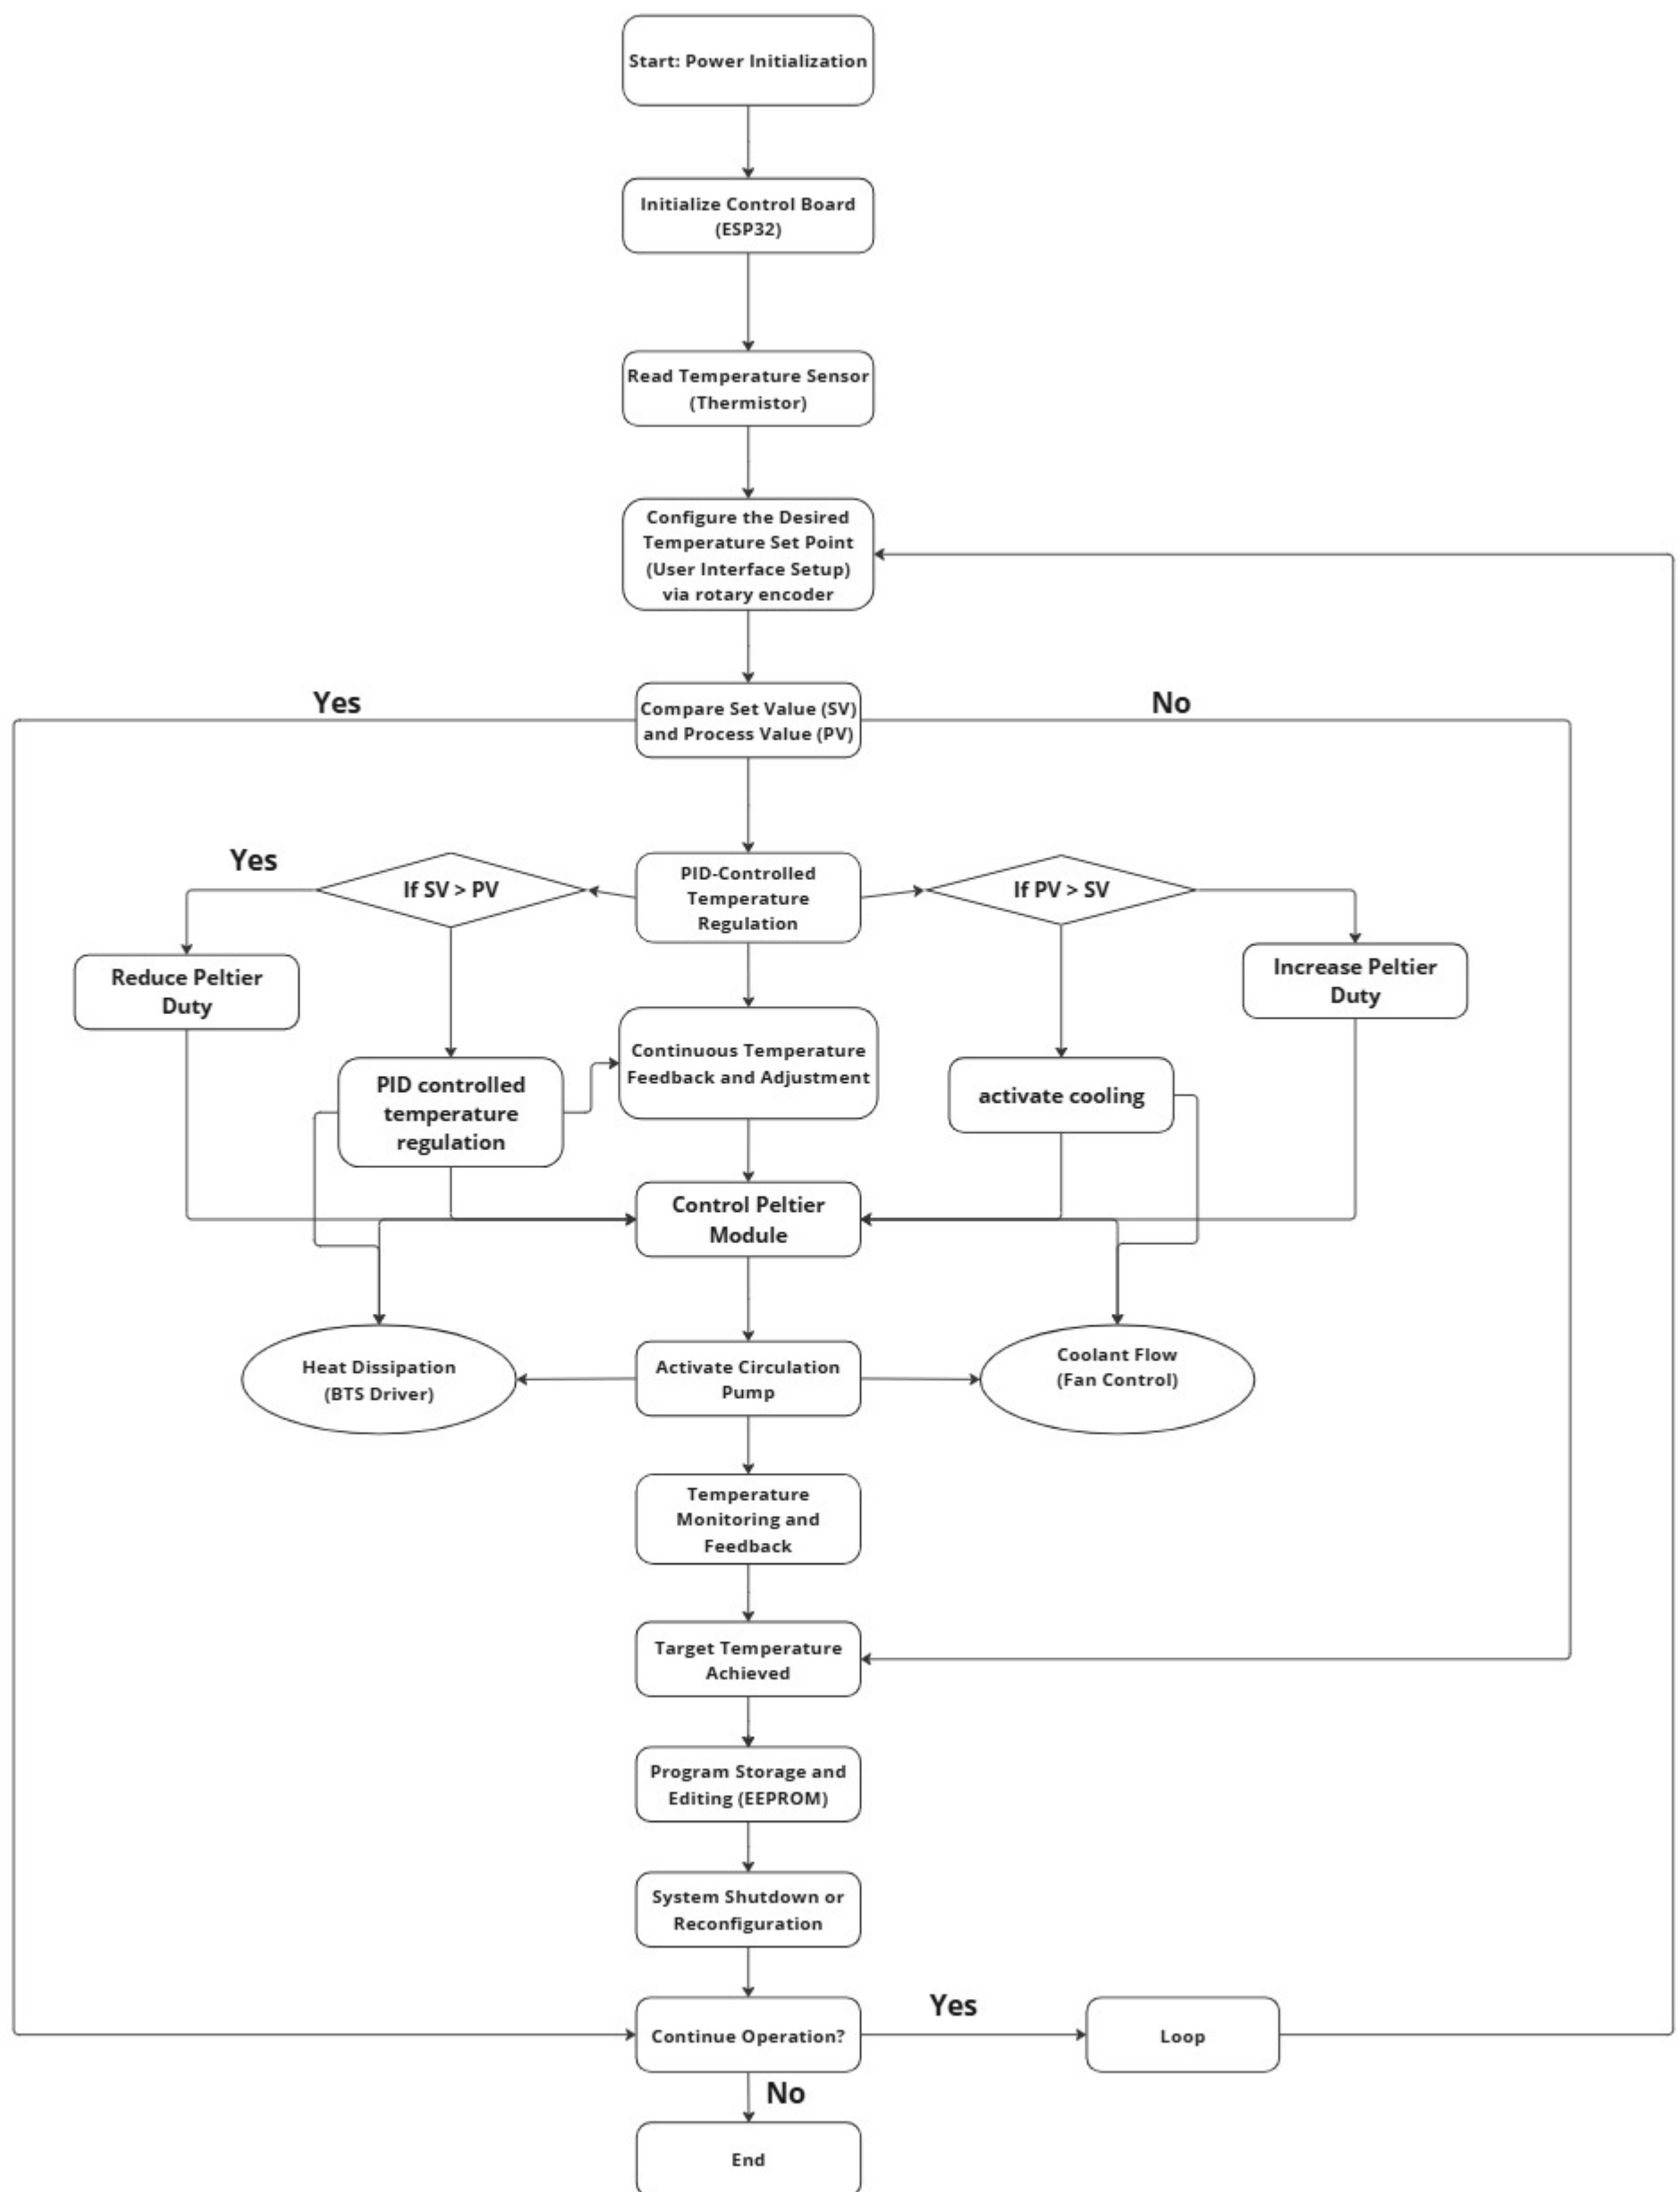 Start: Power Initialization
Initialize Control Board
(ESP32)
Read Temperature Sensor
(Thermistor)
Configure the Desired
Temperature Set Point
(User Interface Setup)
via rotary encoder
Yes
No
Compare Set Value (SV)
and Process Value (PV)
Yes
If SV > PV
PID-Controlled
Temperature
Regulation
If PV > SV
Reduce Peltier
Duty
Increase Peltier
Duty
PID controlled
temperature
regulation
Continuous Temperature
Feedback and Adjustment
activate cooling
Control Peltier
Module
Heat Dissipation
(BTS Driver)
Activate Circulation
Pump
Coolant Flow
(Fan Control)
Temperature
Monitoring and
Feedback
Target Temperature
Achieved
Program Storage and
Editing (EEPROM)
System Shutdown or
Reconfiguration
Continue Operation?
Yes
Loop
No
End